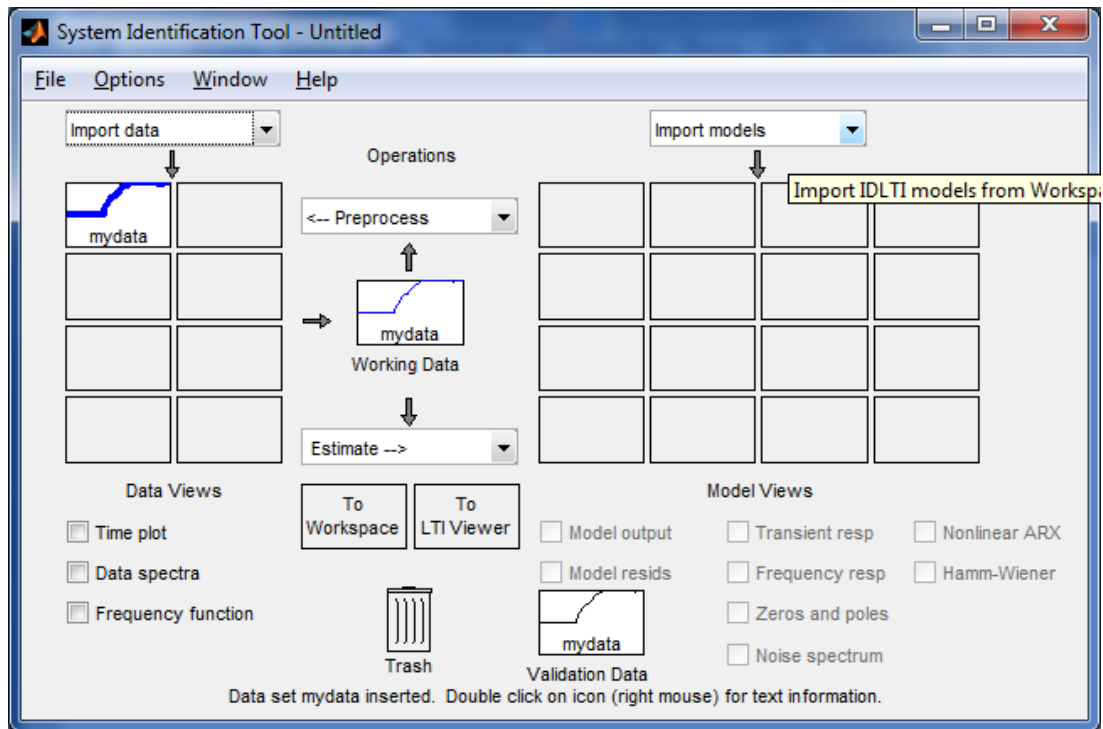 System Identification Tool - Untitled
File Options Window Help
Import data
Import models
Operations
Import IDLTI models from Workspa
<-- Preprocess
mydata
mydata
Working Data
Estimate -->
Data Views
Model Views
To Workspace
To LTI Viewer
Time plot
Data spectra
Frequency function
Model output
Transient resp
Nonlinear ARX
Model resids
Frequency resp
Hamm-Wiener
Zeros and poles
Noise spectrum
Trash
mydata
Validation Data
Data set mydata inserted. Double click on icon (right mouse) for text information.